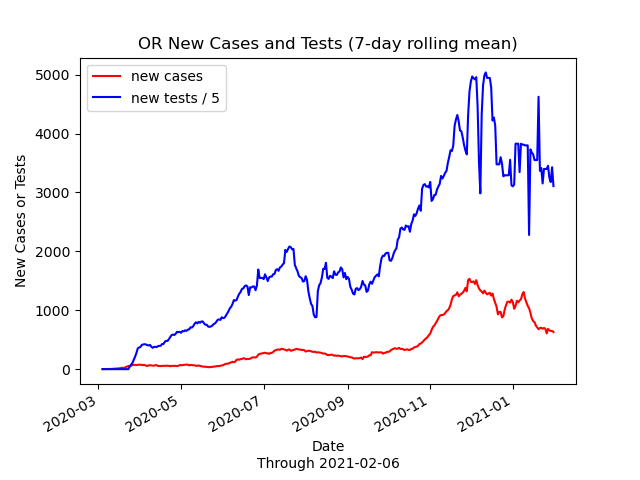 OR New Cases and Tests (7-day rolling mean)
new cases
new tests / 5
New Cases or Tests
5000
4000
3000
2000
1000
0
2020-03
2020-05
2020-07
2020-09
2020-11
2021-01
Date
Through 2021-02-06